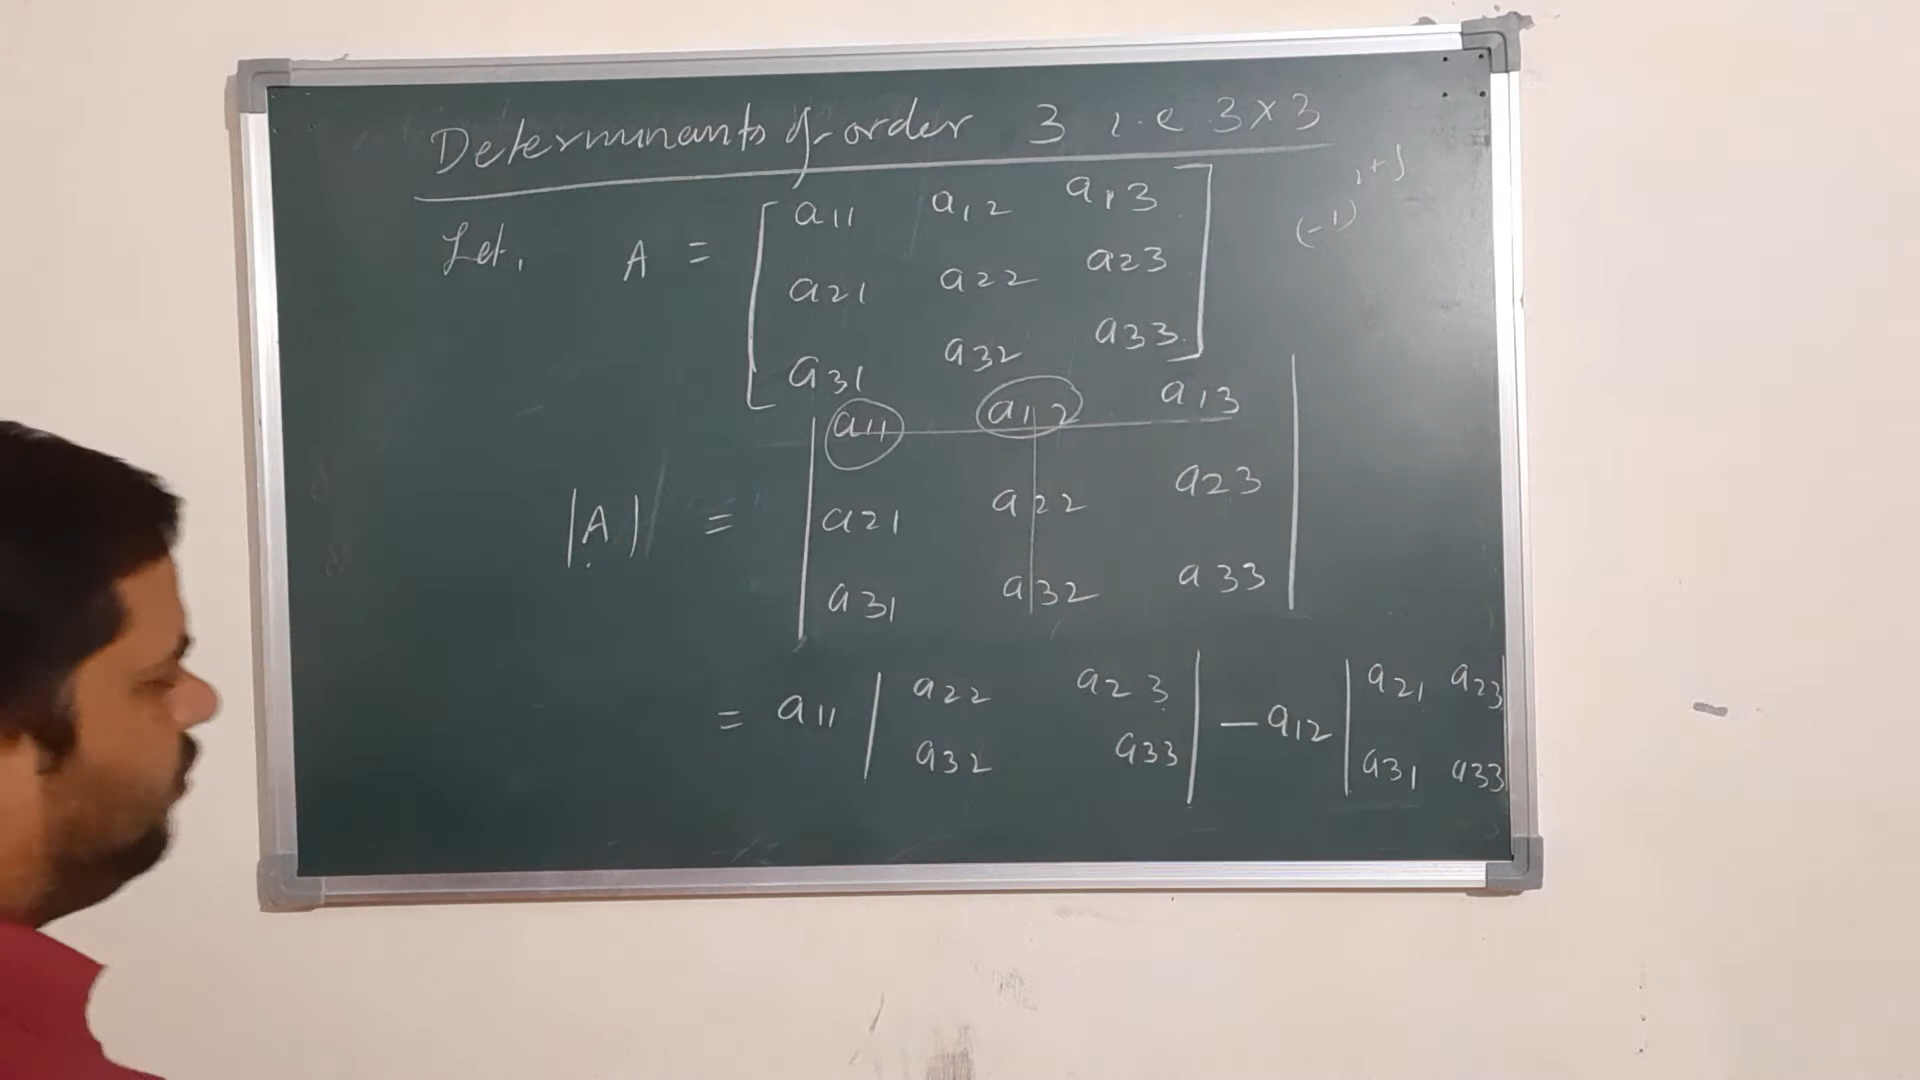 Determinants of order 3 i.e 3×3
(-1)^i+j
Let, A = [ a11 a12 a13
a21 a22 a23
a31 a32 a33 ]
|A| = | a11 a12 a13
a21 a22 a23
a31 a32 a33 |
= a11 | a22 a23 | - a12 | a21 a23 |
| a32 a33 | | a31 a33 |